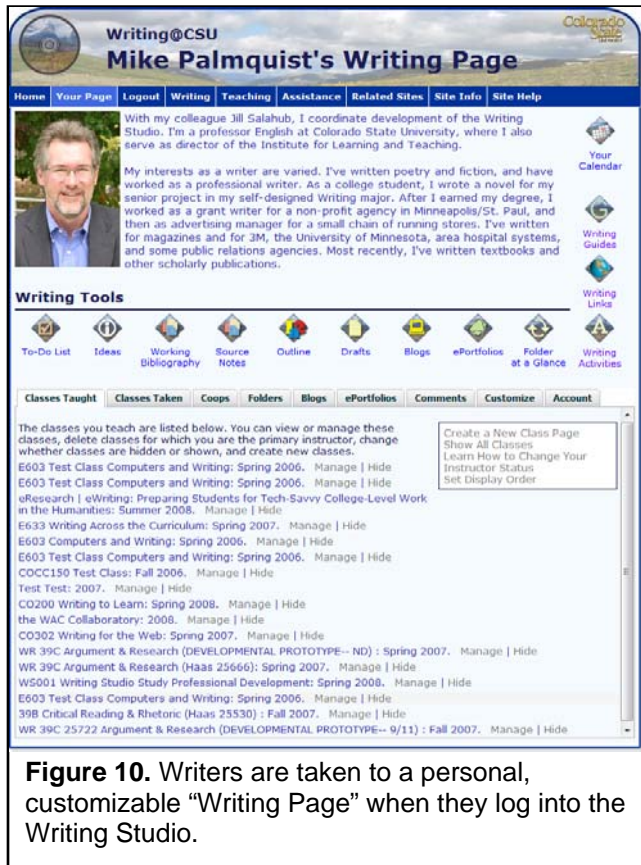 Writing@CSU
Colorado
State
Mike Palmquist's Writing Page
Home Your Page Logout Writing Teaching Assistance Related Sites Site Info Site Help
With my colleague Jill Salahub, I coordinate development of the Writing
Studio. I'm a professor English at Colorado State University, where I also
serve as director of the Institute for Learning and Teaching.
My interests as a writer are varied. I've written poetry and fiction, and have
worked as a professional writer. As a college student, I wrote a novel for my
senior project in my self-designed Writing major. After I earned my degree, I
worked as a grant writer for a non-profit agency in Minneapolis/St. Paul, and
then as advertising manager for a small chain of running stores. I've written
for magazines and for 3M, the University of Minnesota, area hospital systems,
and some public relations agencies. Most recently, I've written textbooks and
other scholarly publications.
Your
Calendar
Writing
Guides
Writing
Links
Writing
Activities
Writing Tools
To-Do List
Ideas
Working
Bibliography
Source
Notes
Outline
Drafts
Blogs
ePortfolios
Folder
at a Glance
Classes Taught Classes Taken Coops Folders Blogs ePortfolios Comments Customize Account
The classes you teach are listed below. You can view or manage these
classes, delete classes for which you are the primary instructor, change
whether classes are hidden or shown, and create new classes.
Create a New Class Page
Show All Classes
Learn How to Change Your
Instructor Status
Set Display Order
E603 Test Class Computers and Writing: Spring 2006. Manage | Hide
E603 Test Class Computers and Writing: Spring 2006. Manage | Hide
eResearch | eWriting: Preparing Students for Tech-Savvy College-Level Work
in the Humanities: Summer 2008. Manage | Hide
E633 Writing Across the Curriculum: Spring 2007. Manage | Hide
E603 Computers and Writing: Spring 2006. Manage | Hide
E603 Test Class Computers and Writing: Spring 2006. Manage | Hide
COCC150 Test Class: Fall 2006. Manage | Hide
Test Test: 2007. Manage | Hide
CO200 Writing to Learn: Spring 2008. Manage | Hide
the WAC Collaboratory: 2008. Manage | Hide
CO302 Writing for the Web: Spring 2007. Manage | Hide
WR 39C Argument & Research (DEVELOPMENTAL PROTOTYPE-- ND) : Spring 2007. Manage | Hide
WR 39C Argument & Research (Haas 25666): Spring 2007. Manage | Hide
WS001 Writing Studio Study Professional Development: Spring 2008. Manage | Hide
E603 Test Class Computers and Writing: Spring 2006. Manage | Hide
39B Critical Reading & Rhetoric (Haas 25530) : Fall 2007. Manage | Hide
WR 39C 25722 Argument & Research (DEVELOPMENTAL PROTOTYPE-- 9/11) : Fall 2007. Manage | Hide
Figure 10. Writers are taken to a personal,
customizable “Writing Page” when they log into the
Writing Studio.